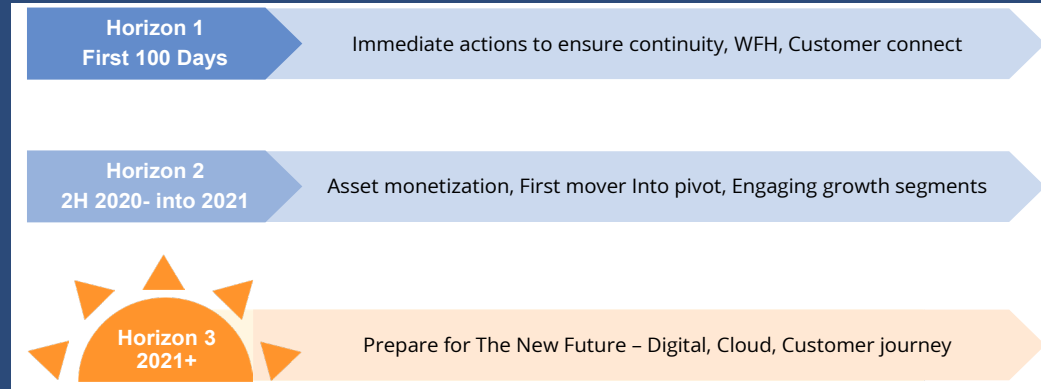 Horizon 1
First 100 Days
Immediate actions to ensure continuity, WFH, Customer connect
Horizon 2
2H 2020- into 2021
Asset monetization, First mover Into pivot, Engaging growth segments
Horizon 3
2021+
Prepare for The New Future – Digital, Cloud, Customer journey